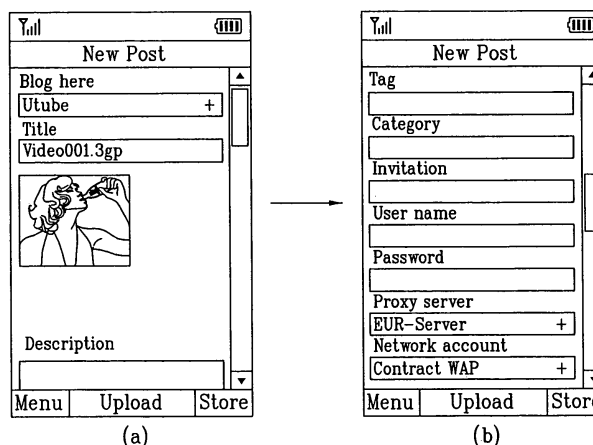 New Post
Blog here
Utube +
Title
Video001.3gp
Description
Menu Upload Store
(a)
New Post
Tag
Category
Invitation
User name
Password
Proxy server
EUR-Server +
Network account
Contract WAP +
Menu Upload Store
(b)